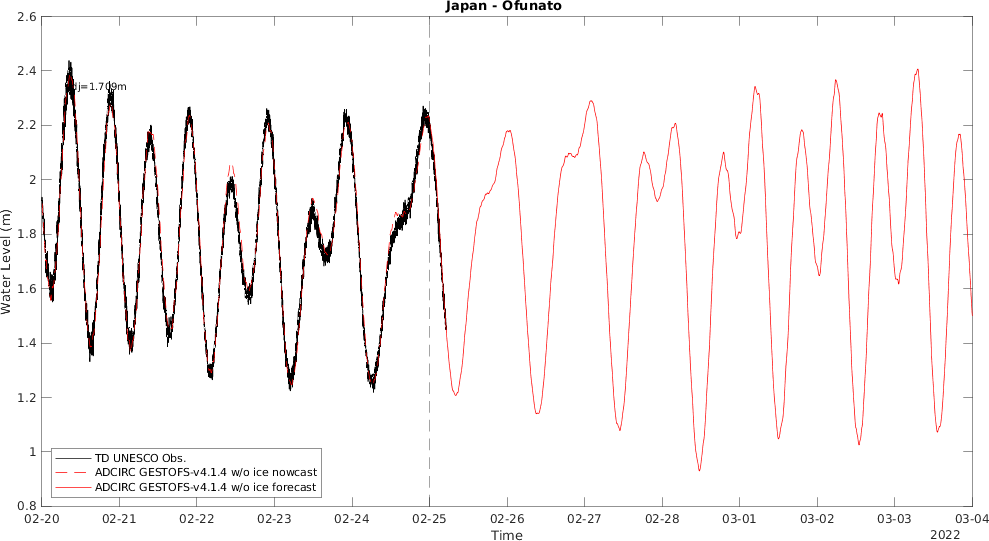 Japan - Ofunato
2.6
2.4
2.2
2
1.8
1.6
1.4
1.2
1
0.8
Water Level (m)
dj=1.709m
TD UNESCO Obs.
ADCIRC GESTOFS-v4.1.4 w/o ice nowcast
ADCIRC GESTOFS-v4.1.4 w/o ice forecast
02-20 02-21 02-22 02-23 02-24 02-25 02-26 02-27 02-28 03-01 03-02 03-03 03-04
Time
2022